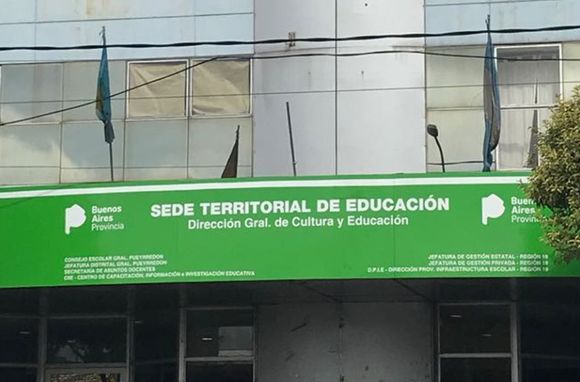 Buenos
Aires
Provincia
SEDE TERRITORIAL DE EDUCACIÓN
Dirección Gral. de Cultura y Educación
Buenos
Aires
Provincia
CONSEJO ESCOLAR GRAL. PUEYRREDON
JEFATURA DISTRITAL GRAL. PUEYRREDON
SECRETARÍA DE ASUNTOS DOCENTES
CIIE - CENTRO DE CAPACITACIÓN, INFORMACIÓN e INVESTIGACIÓN EDUCATIVA
JEFATURA DE GESTIÓN ESTATAL - REGIÓN 19
JEFATURA DE GESTIÓN PRIVADA - REGIÓN 19
D.P.I.E - DIRECCIÓN PROV. INFRAESTRUCTURA ESCOLAR - REGIÓN 19